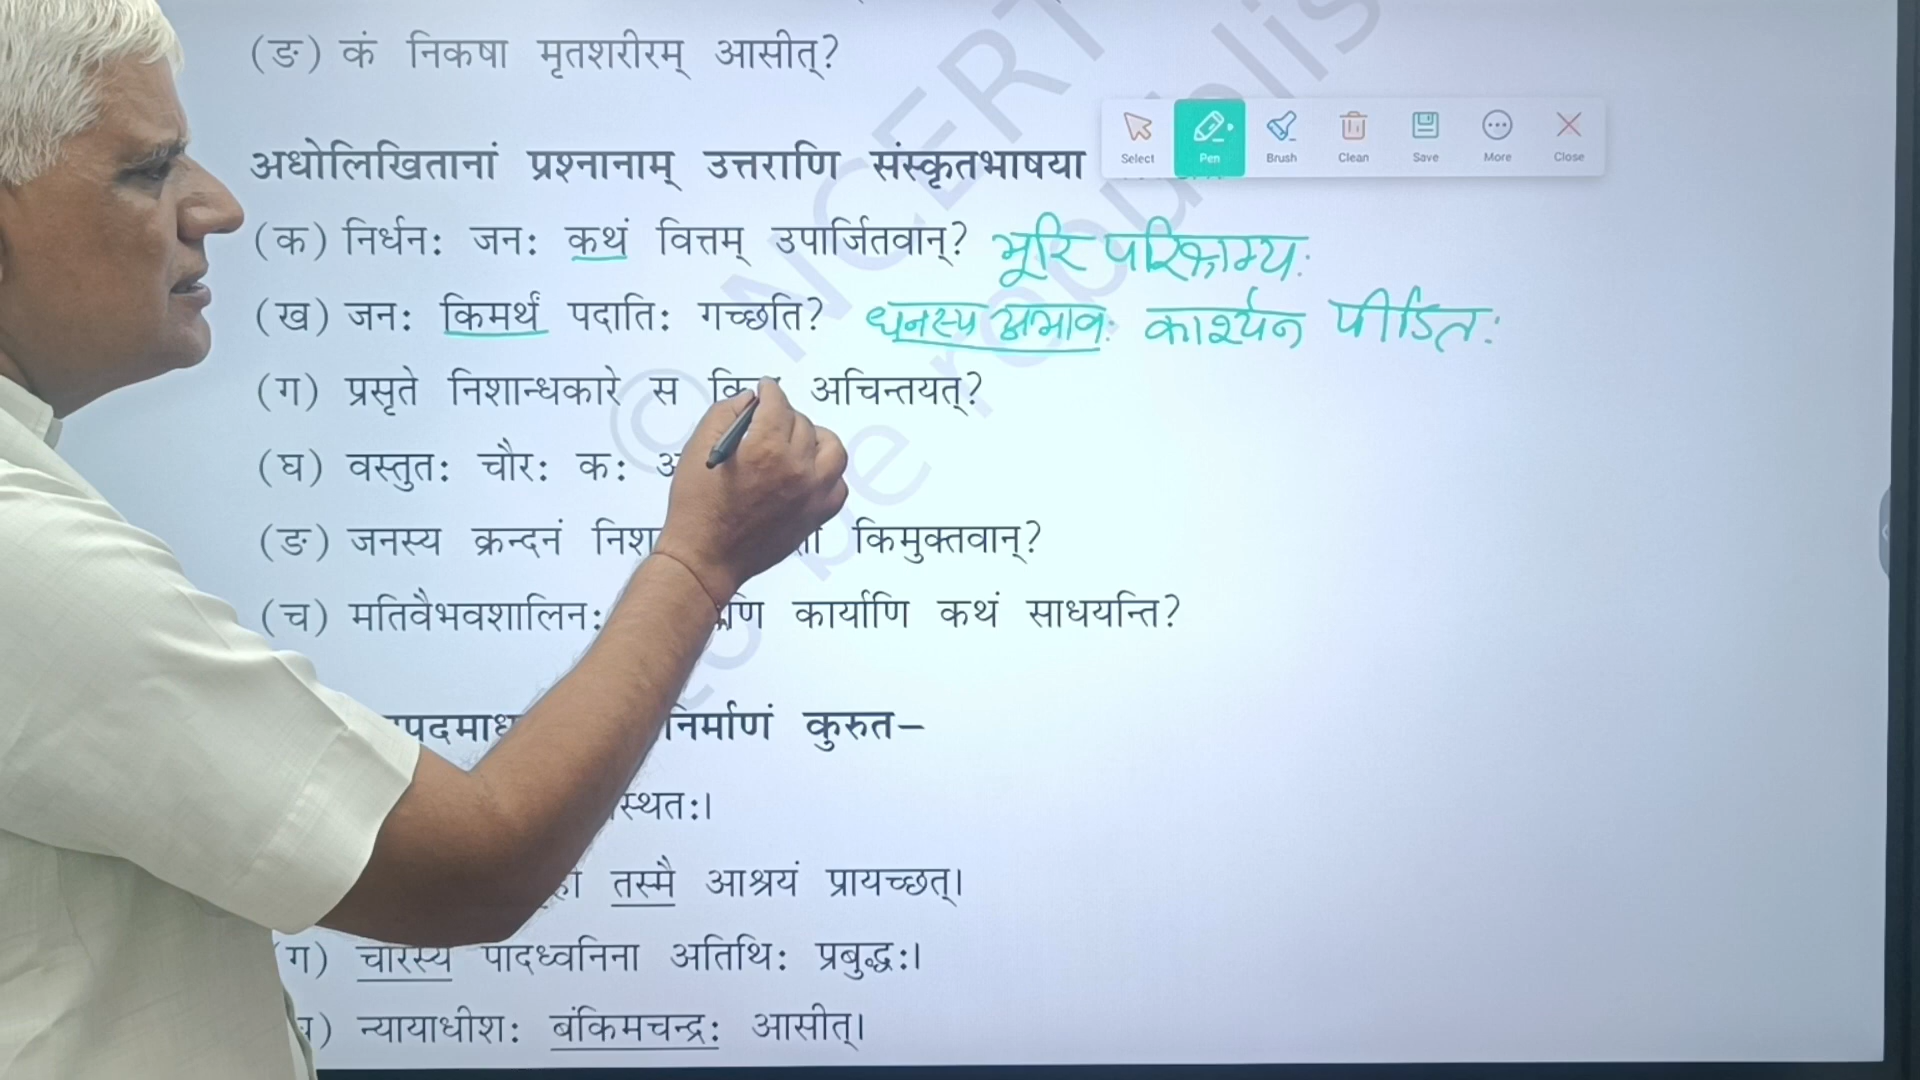 (ङ) कं निकषा मृतशरीरम् आसीत्?
अधोलिखितानां प्रश्नानाम् उत्तराणि संस्कृतभाषया
Select Pen Brush Clean Save More Close
(क) निर्धनः जनः कथं वित्तम् उपार्जितवान्? भूरि परिश्रम्य:
(ख) जनः किमर्थं पदातिः गच्छति? धनस्य अभाव: कार्श्येन पीडित:
(ग) प्रसृते निशान्धकारे स अचिन्तयत्?
(घ) वस्तुतः चौरः कः
(ङ) जनस्य क्रन्दनं किमुक्तवान्?
(च) मतिवैभवशालिनः कार्याणि कथं साधयन्ति?
निर्माणं कुरुत–
तस्मै आश्रयं प्रायच्छत्।
ग) चौरस्य पादध्वनिना अतिथिः प्रबुद्धः।
न्यायाधीशः बंकिमचन्द्रः आसीत्।
© NCERT
be republis